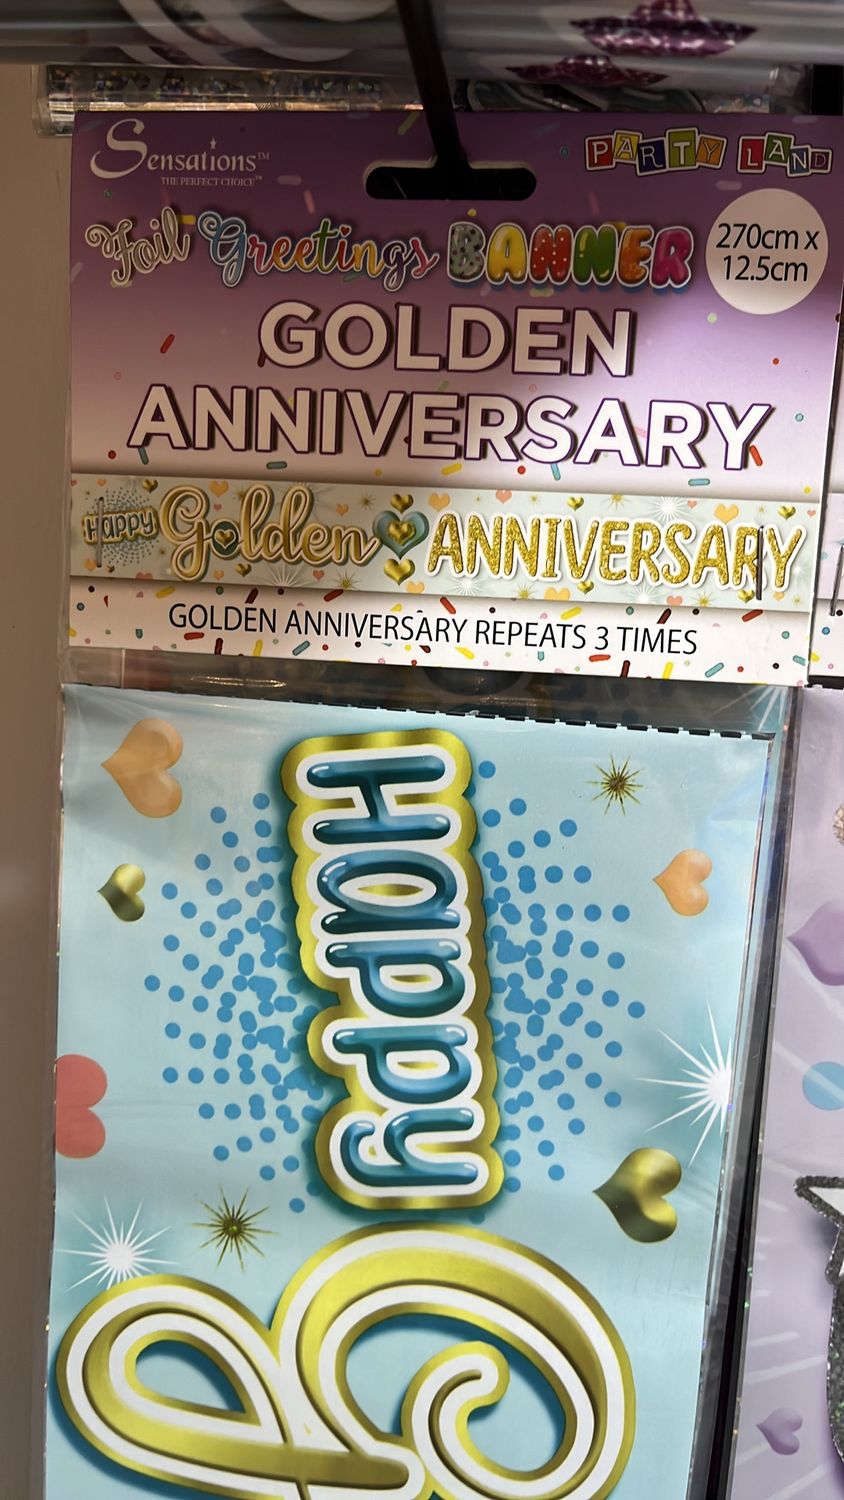 Sensations™
THE PERFECT CHOICE™
PARTY LAND
Foil Greetings BANNER
270cm x
12.5cm
GOLDEN
ANNIVERSARY
HAPPY Golden ANNIVERSARY
GOLDEN ANNIVERSARY REPEATS 3 TIMES
HAPPY
G